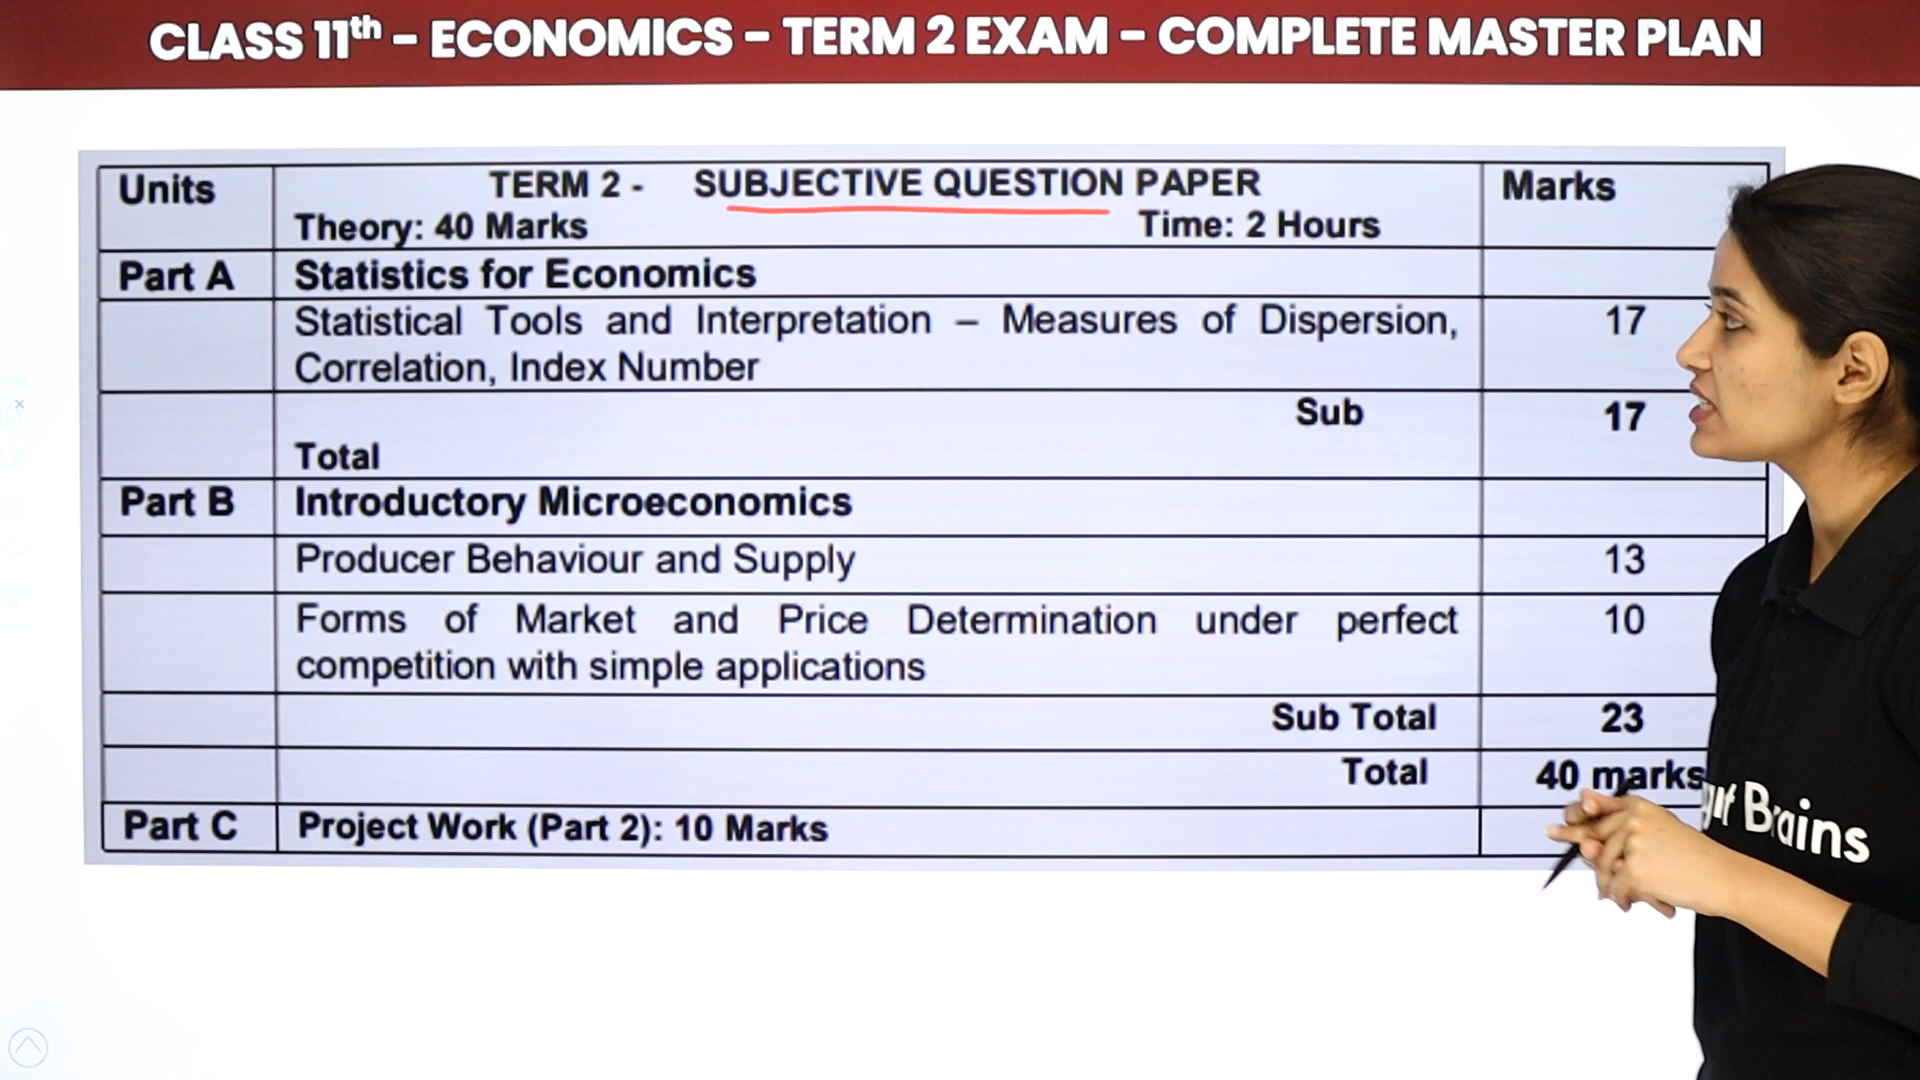 CLASS 11th - ECONOMICS - TERM 2 EXAM - COMPLETE MASTER PLAN
Units
TERM 2 - SUBJECTIVE QUESTION PAPER
Marks
Theory: 40 Marks Time: 2 Hours
Part A Statistics for Economics
Statistical Tools and Interpretation – Measures of Dispersion, 17
Correlation, Index Number
Sub 17
Total
Part B Introductory Microeconomics
Producer Behaviour and Supply 13
Forms of Market and Price Determination under perfect 10
competition with simple applications
Sub Total 23
Total 40 marks
Part C Project Work (Part 2): 10 Marks
Brains